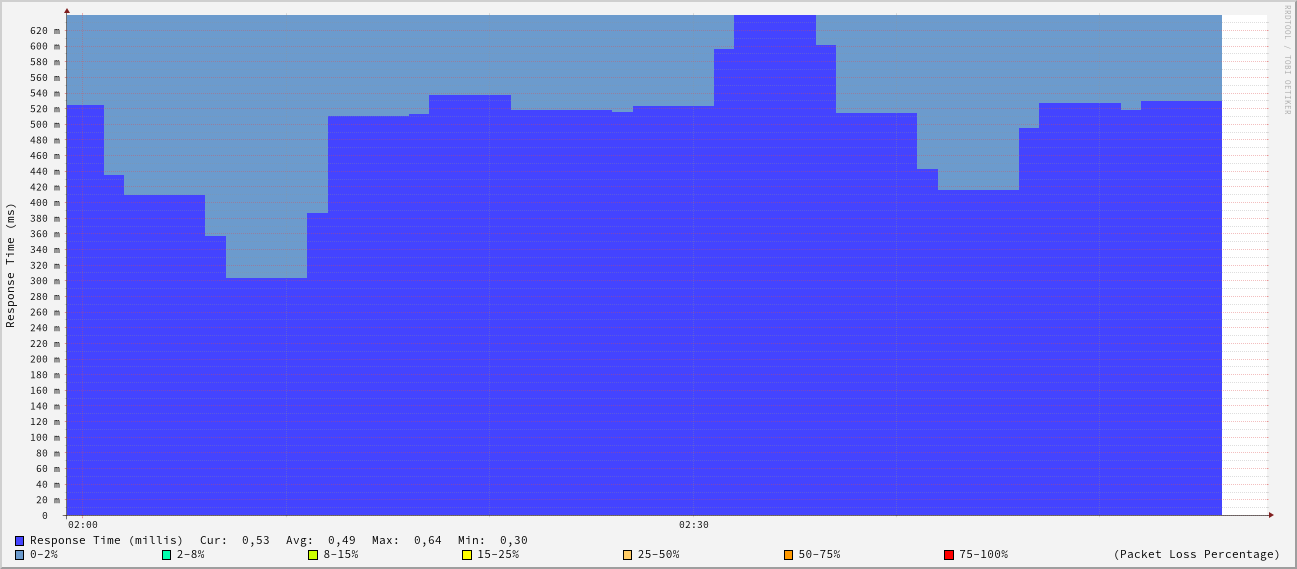 RRDTOOL / TOBI OETIKER
Response Time (ms)
620 m
600 m
580 m
560 m
540 m
520 m
500 m
480 m
460 m
440 m
420 m
400 m
380 m
360 m
340 m
320 m
300 m
280 m
260 m
240 m
220 m
200 m
180 m
160 m
140 m
120 m
100 m
80 m
60 m
40 m
20 m
0
02:00 02:30
Response Time (millis) Cur: 0,53 Avg: 0,49 Max: 0,64 Min: 0,30
0-2% 2-8% 8-15% 15-25% 25-50% 50-75% 75-100% (Packet Loss Percentage)